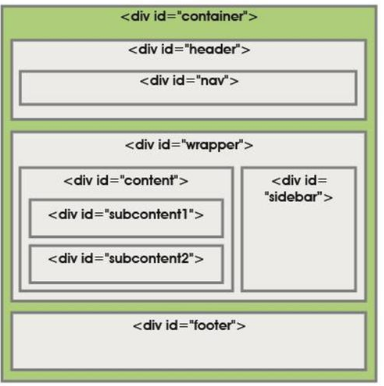 <div id="container">
<div id="header">
<div id="nav">
<div id="wrapper">
<div id="content">
<div id="subcontent1">
<div id="subcontent2">
<div id=
"sidebar">
<div id="footer">